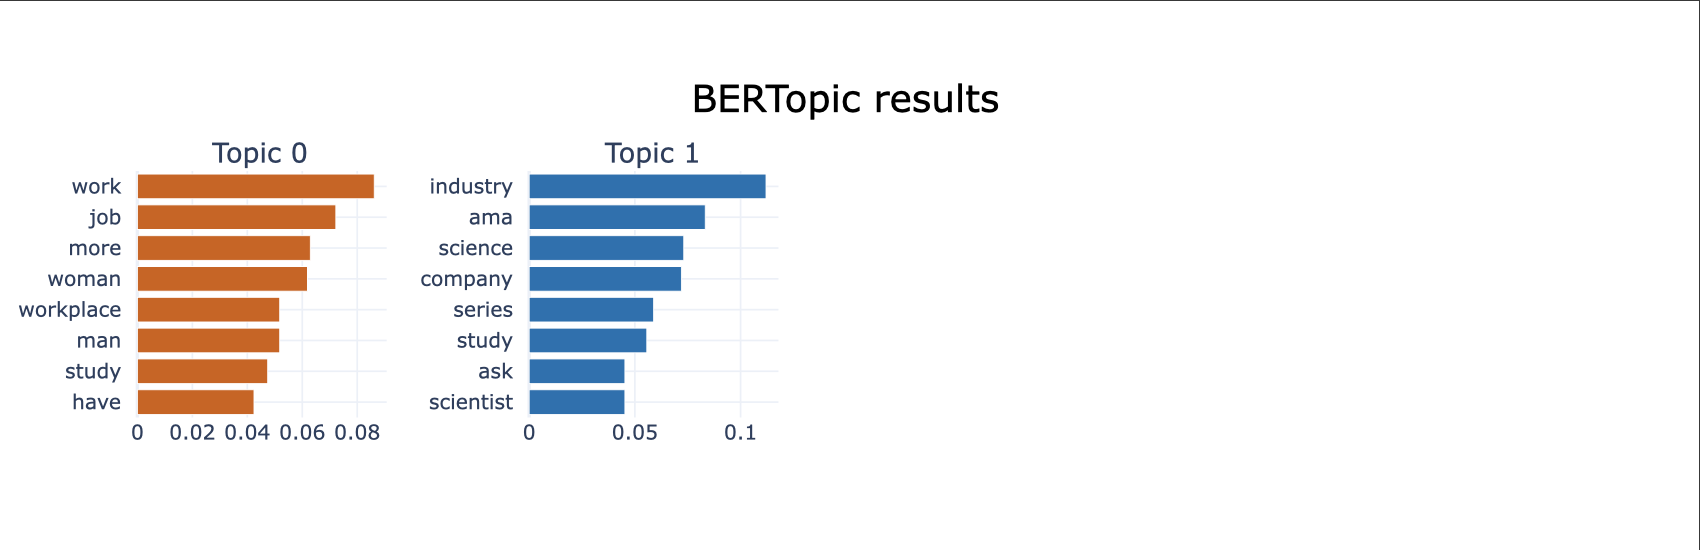 BERTopic results
Topic 0
work
job
more
woman
workplace
man
study
have
0 0.02 0.04 0.06 0.08
Topic 1
industry
ama
science
company
series
study
ask
scientist
0 0.05 0.1